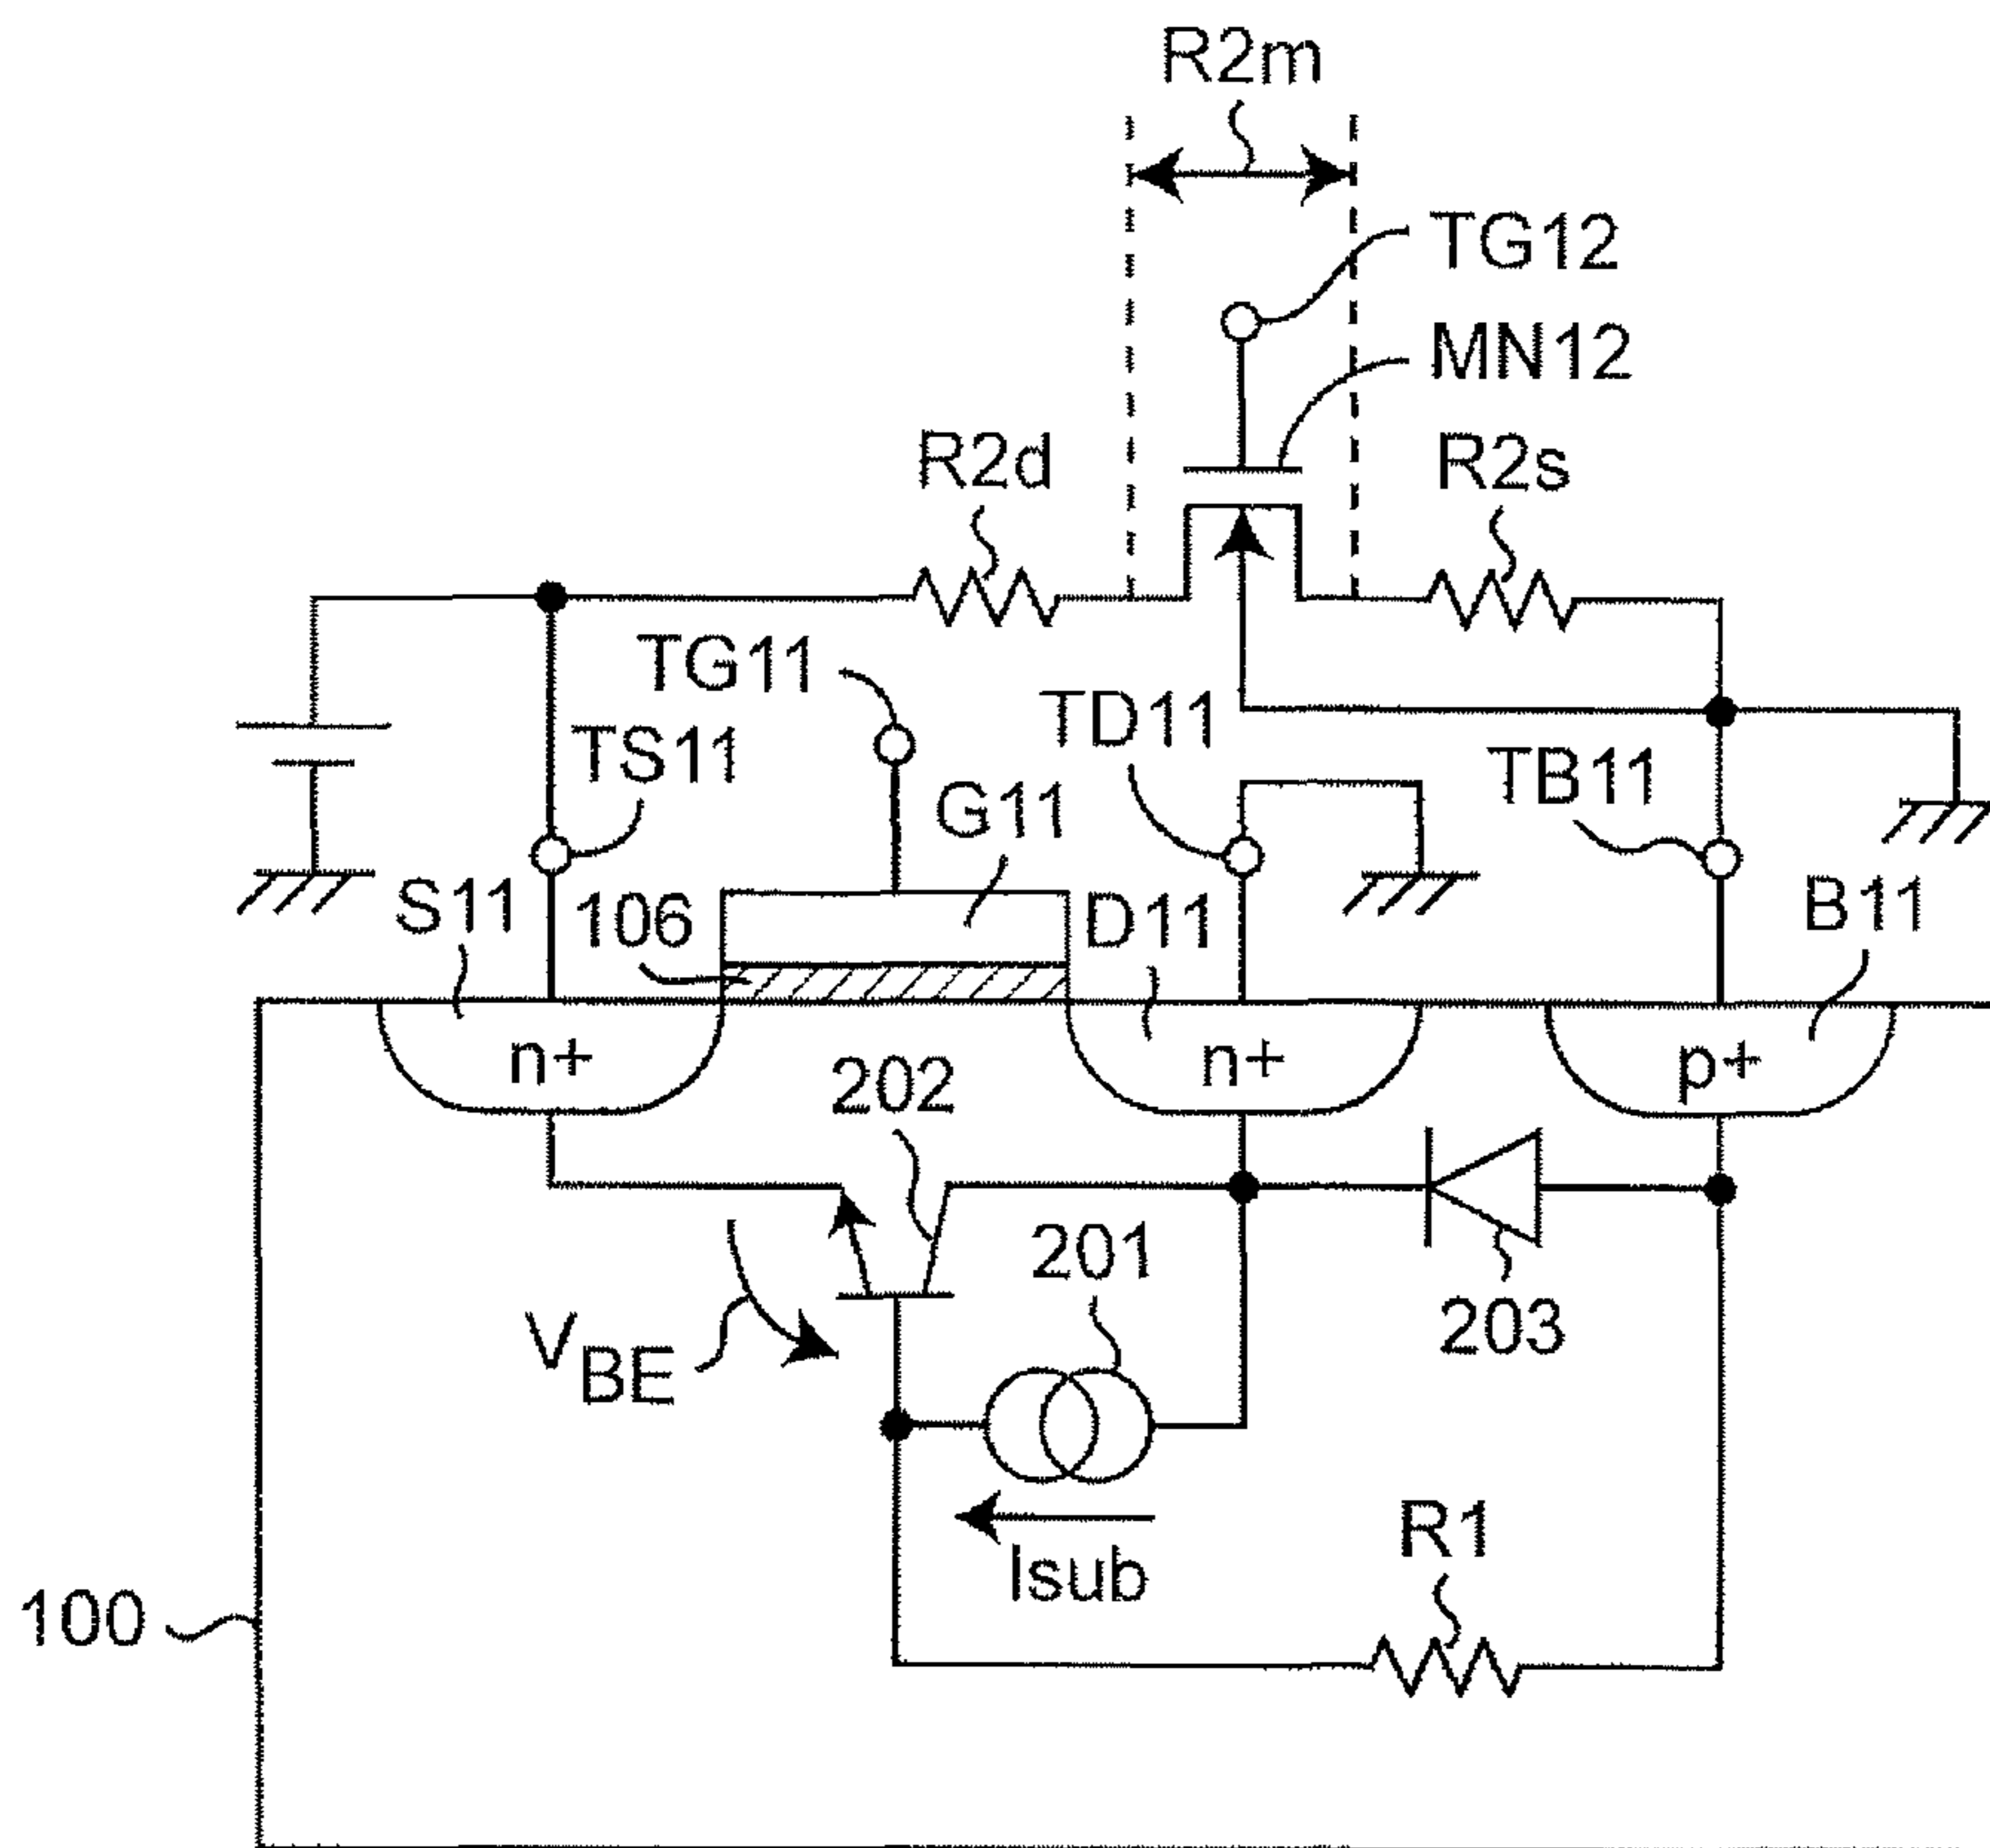 R2m
TG12
MN12
R2d
R2s
TG11
TD11
TS11
TB11
G11
S11
106
D11
B11
n+
n+
p+
202
201
203
VBE
Isub
R1
100